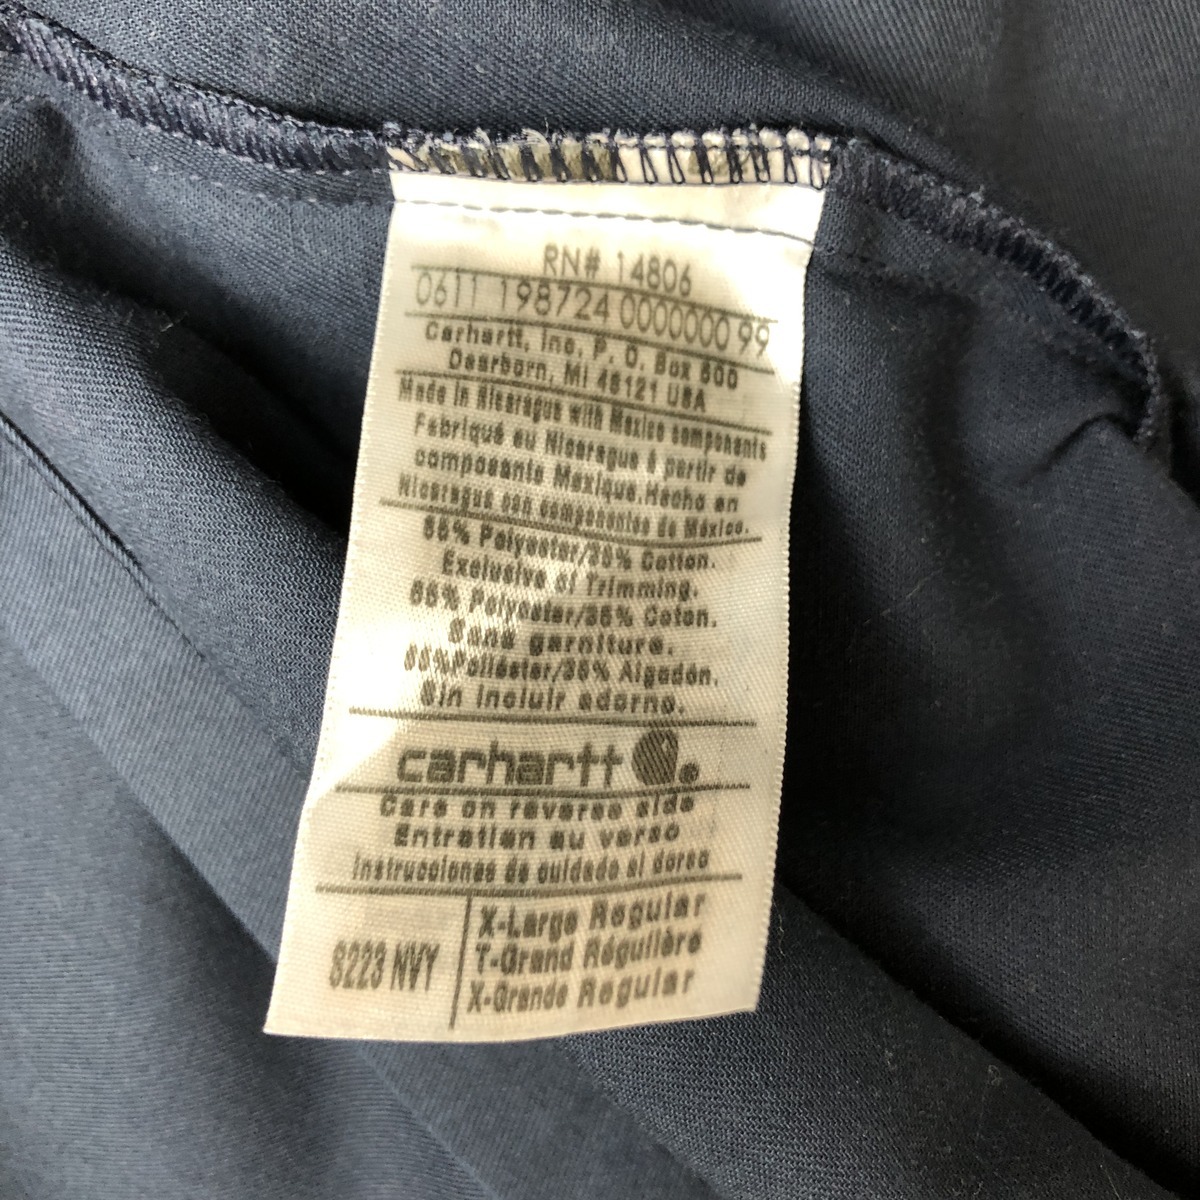 RN# 14806
0611 198724 0000000 99
Carhartt, Inc. P. O. Box 600
Dearborn, MI 48121 USA
Made in Nicaragua with Mexico components
Fabriqué au Nicaragua à partir de
composants Mexique.Hecho en
Nicaragua con componentes de México.
65% Polyester/35% Cotton.
Exclusive of Trimming.
65% Polyester/35% Coton.
Sans garniture.
65%Poliéster/35% Algodón.
Sin incluir adorno.
carhartt ®
Care on reverse side
Entretien au verso
Instrucciones de cuidado al dorso
S223 NVY
X-Large Regular
T-Grand Régulière
X-Grande Regular